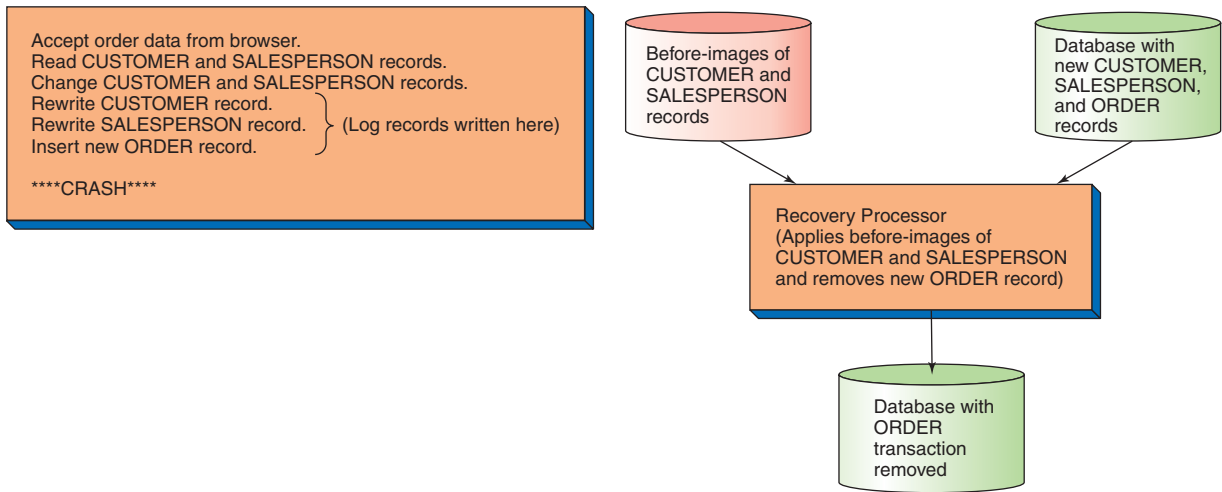 Accept order data from browser.
Read CUSTOMER and SALESPERSON records.
Change CUSTOMER and SALESPERSON records.
Rewrite CUSTOMER record.
Rewrite SALESPERSON record.
(Log records written here)
Insert new ORDER record.
****CRASH****
Before-images of
CUSTOMER and
SALESPERSON
records
Database with
new CUSTOMER,
SALESPERSON,
and ORDER
records
Recovery Processor
(Applies before-images of
CUSTOMER and SALESPERSON
and removes new ORDER record)
Database with
ORDER
transaction
removed